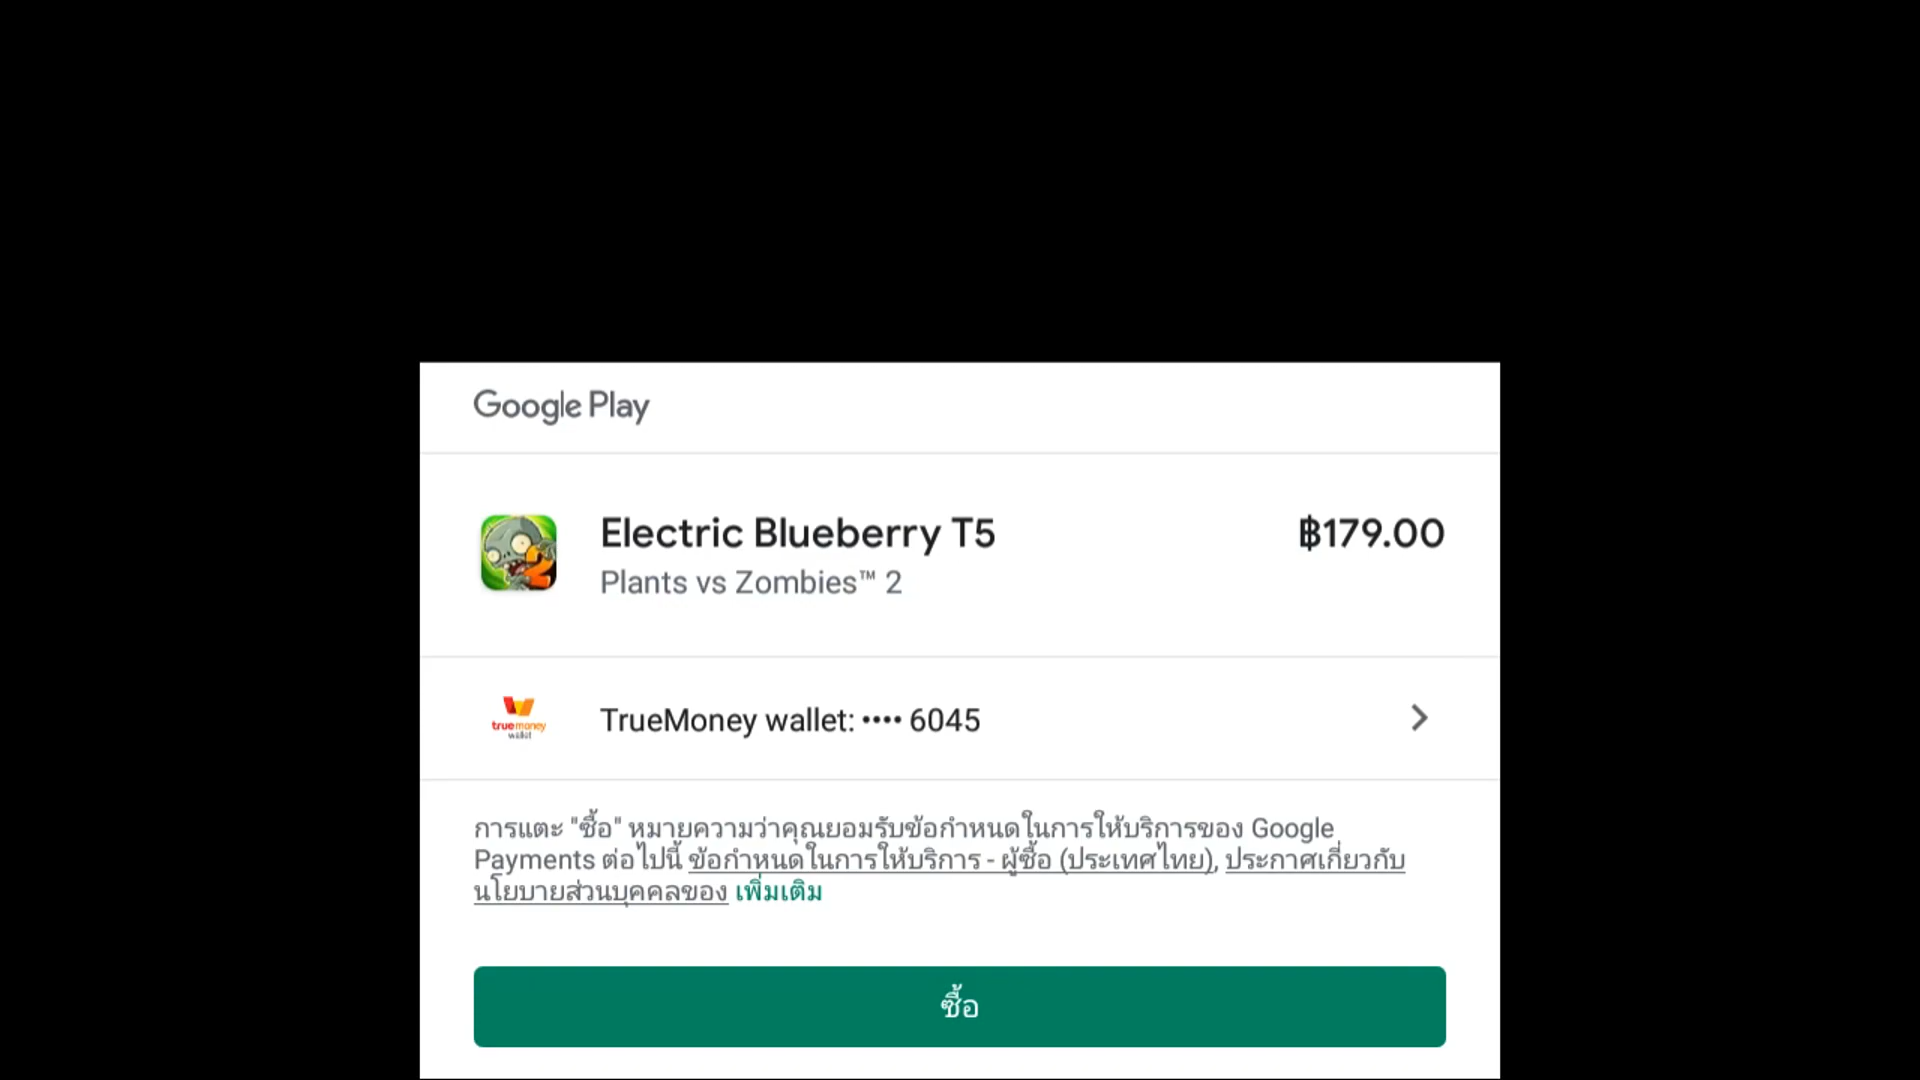 Google Play
Electric Blueberry T5
฿179.00
Plants vs Zombies™ 2
truemoney
wallet
TrueMoney wallet: •••• 6045
การแตะ "ซื้อ" หมายความว่าคุณยอมรับข้อกำหนดในการให้บริการของ Google
Payments ต่อไปนี้ ข้อกำหนดในการให้บริการ - ผู้ซื้อ (ประเทศไทย), ประกาศเกี่ยวกับ
นโยบายส่วนบุคคลของ เพิ่มเติม
ซื้อ